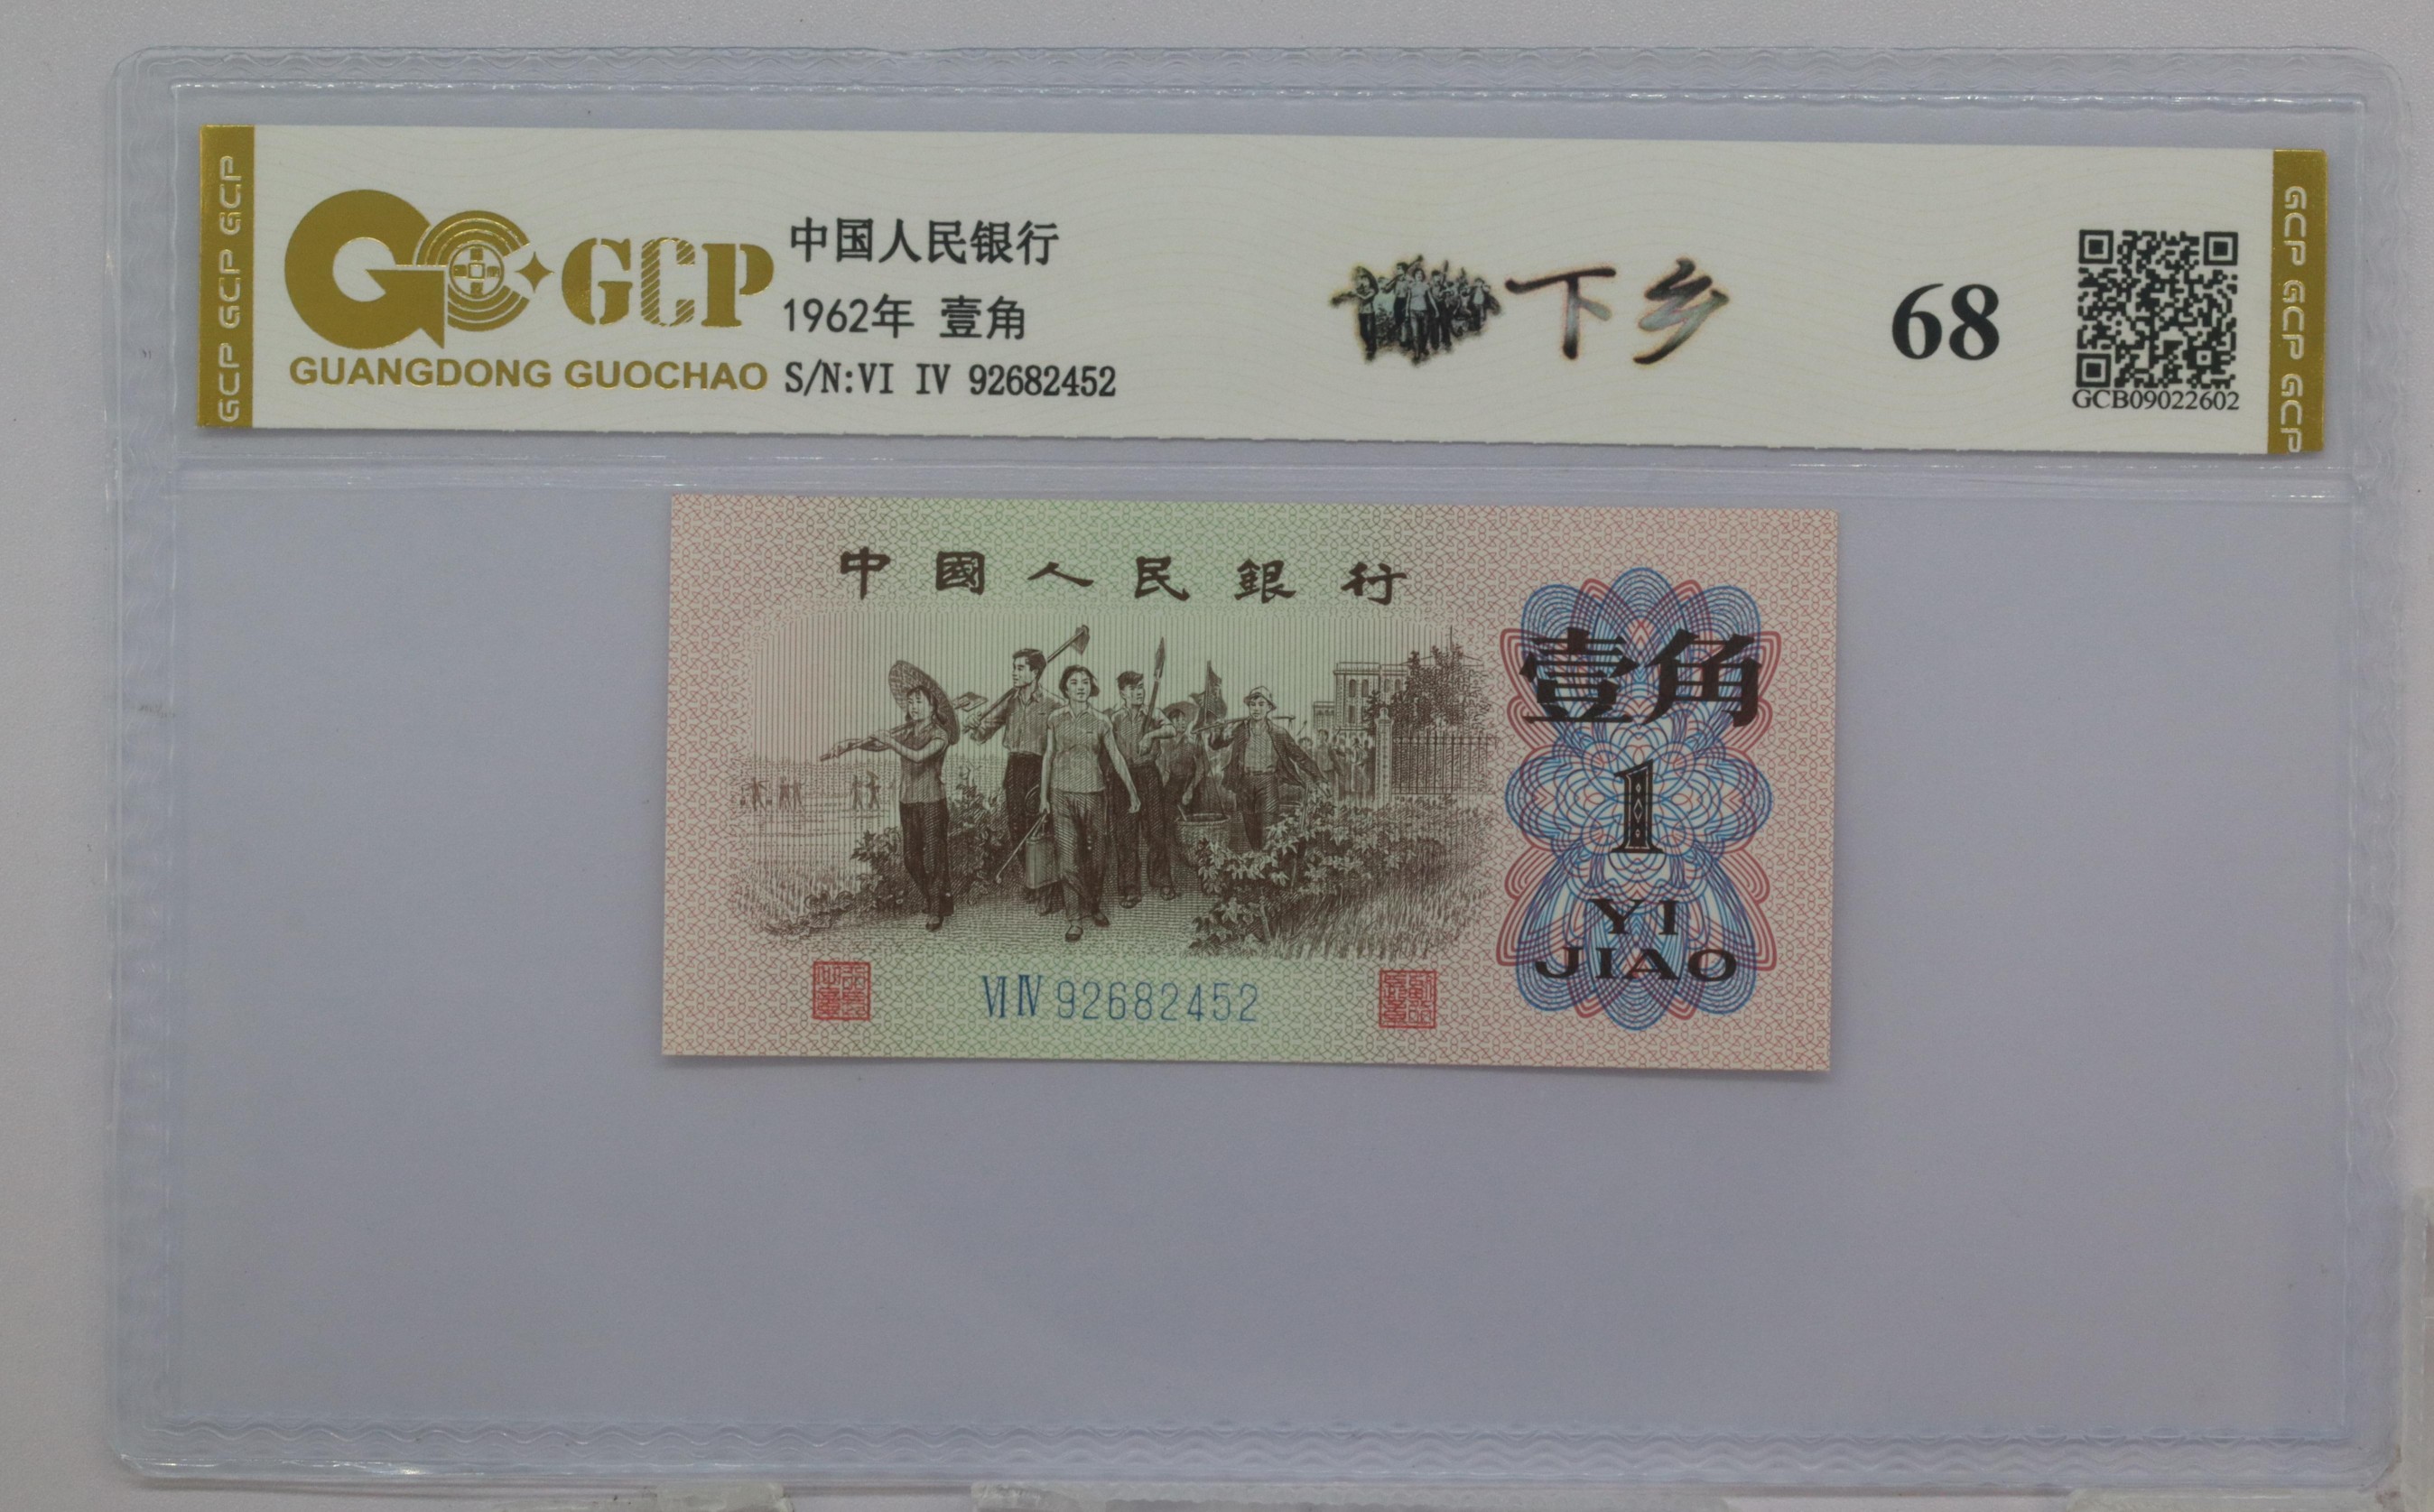 GCP GCP GCP
GCP
GUANGDONG GUOCHAO
中国人民银行
1962年 壹角
S/N:VI IV 92682452
下乡
68
GCB09022602
GCP GCP GCP
中國人民銀行
壹角
1
YI
JIAO
VI IV 92682452